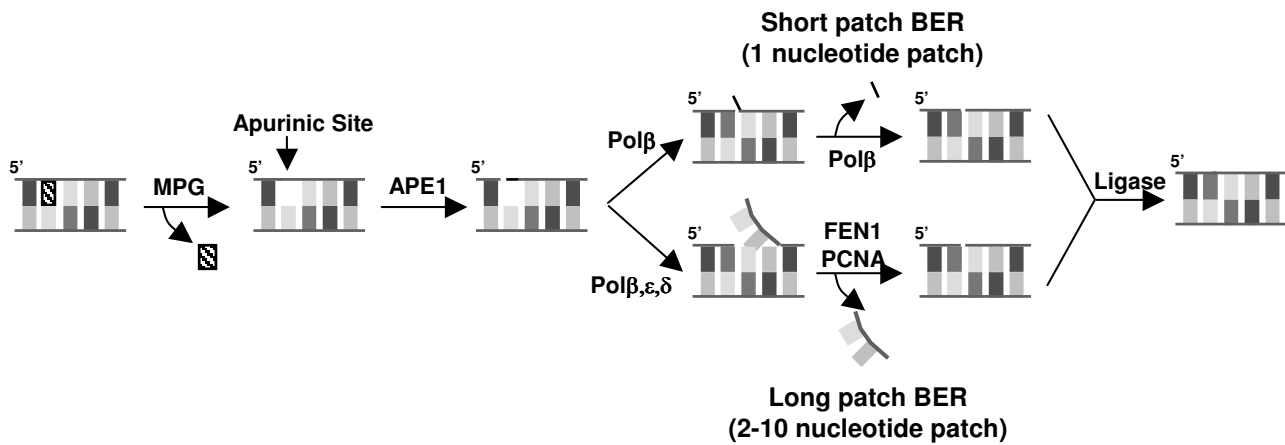 Short patch BER
(1 nucleotide patch)
5’
5’
Apurinic Site
Polβ
Polβ
5’
5’
5’
5’
MPG
APE1
Ligase
5’
5’
FEN1
PCNA
Polβ,ε,δ
Long patch BER
(2-10 nucleotide patch)